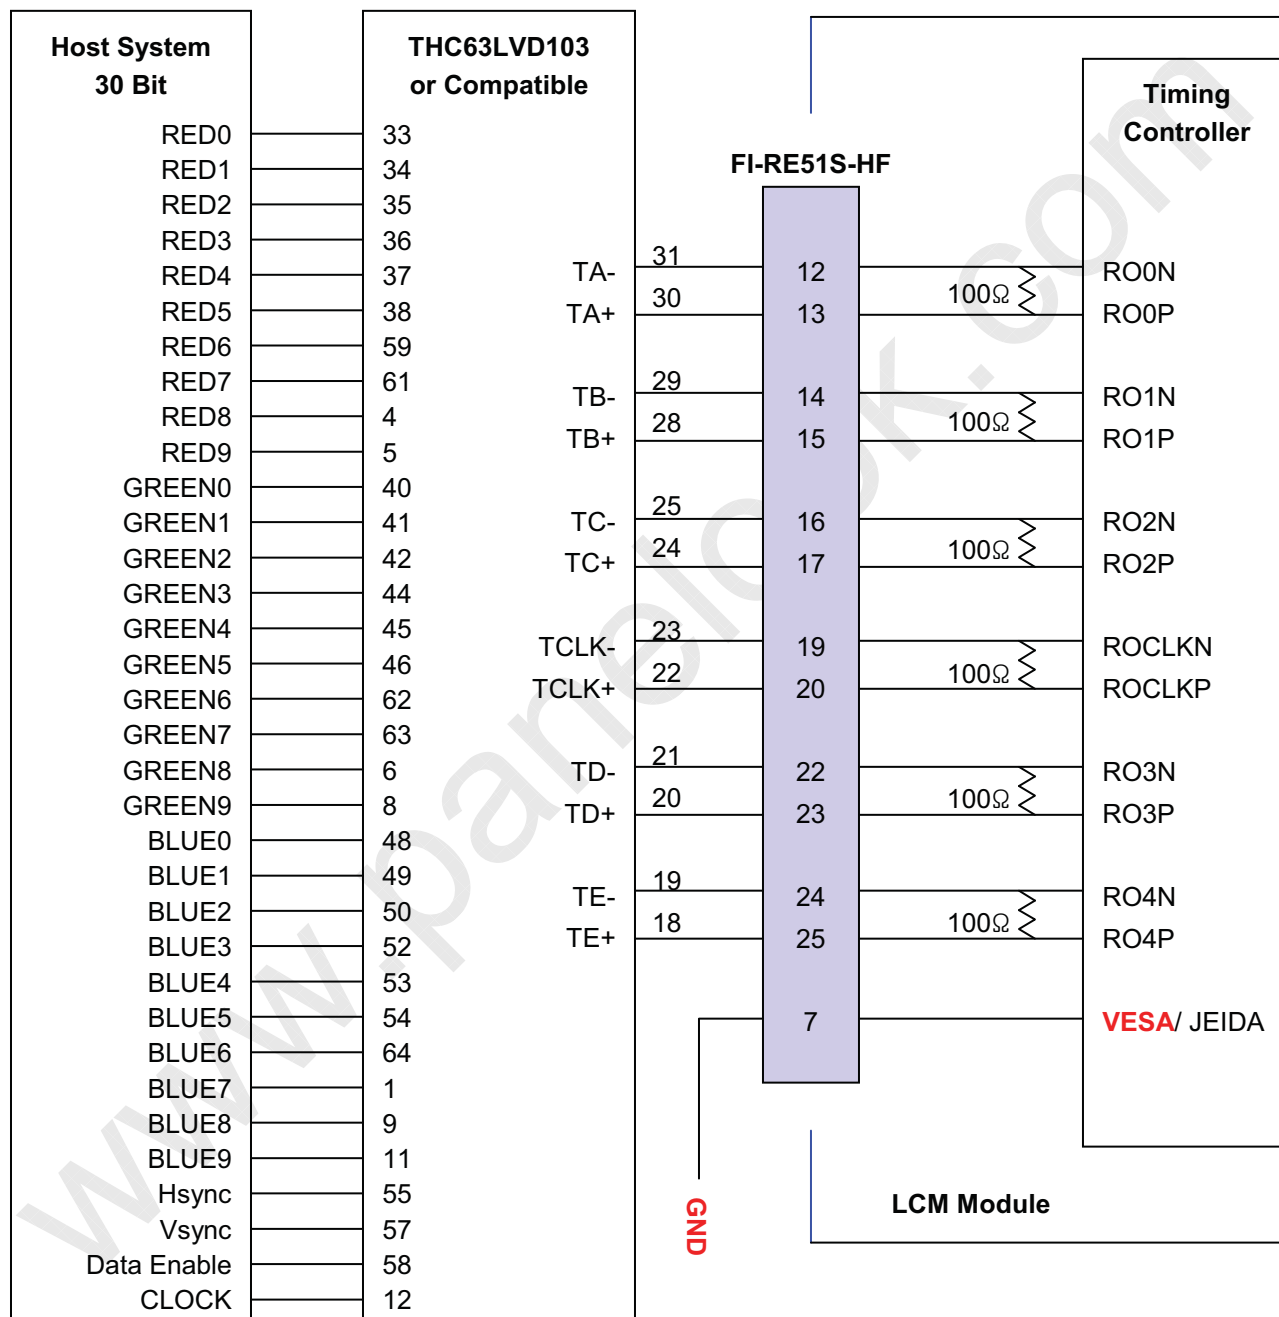 Host System
30 Bit
RED0
RED1
RED2
RED3
RED4
RED5
RED6
RED7
RED8
RED9
GREEN0
GREEN1
GREEN2
GREEN3
GREEN4
GREEN5
GREEN6
GREEN7
GREEN8
GREEN9
BLUE0
BLUE1
BLUE2
BLUE3
BLUE4
BLUE5
BLUE6
BLUE7
BLUE8
BLUE9
Hsync
Vsync
Data Enable
CLOCK
THC63LVD103
or Compatible
33
34
35
36
37
38
59
61
4
5
40
41
42
44
45
46
62
63
6
8
48
49
50
52
53
54
64
1
9
11
55
57
58
12
TA-
TA+
TB-
TB+
TC-
TC+
TCLK-
TCLK+
TD-
TD+
TE-
TE+
31
30
29
28
25
24
23
22
21
20
19
18
GND
FI-RE51S-HF
12
13
14
15
16
17
19
20
22
23
24
25
7
100Ω
100Ω
100Ω
100Ω
100Ω
100Ω
LCM Module
Timing
Controller
RO0N
RO0P
RO1N
RO1P
RO2N
RO2P
ROCLKN
ROCLKP
RO3N
RO3P
RO4N
RO4P
VESA/ JEIDA
www.panelook.com